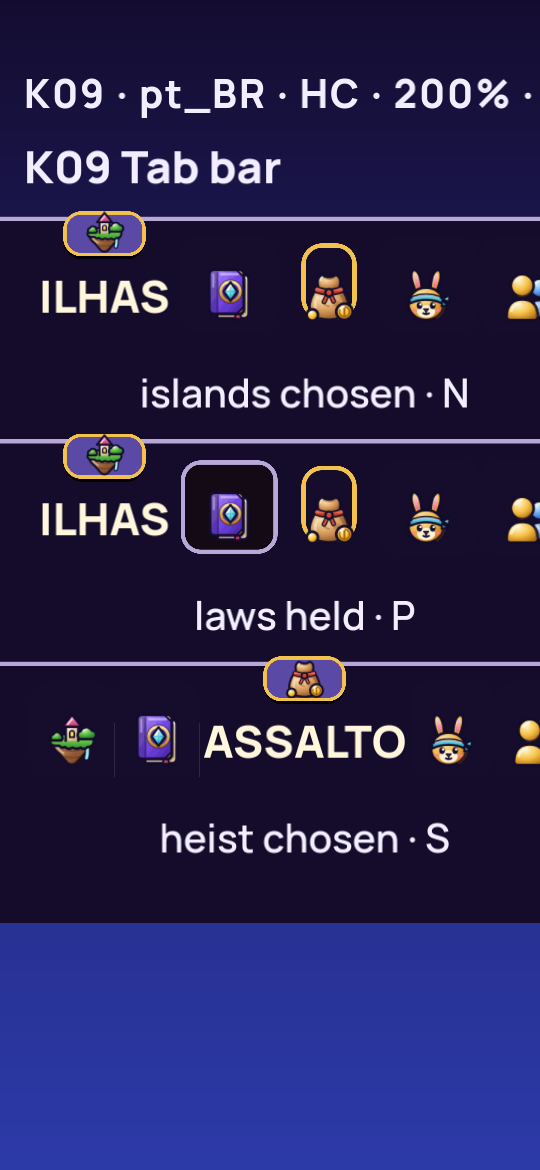 K09 · pt_BR · HC · 200% ·
K09 Tab bar
ILHAS
islands chosen · N
ILHAS
laws held · P
ASSALTO
heist chosen · S